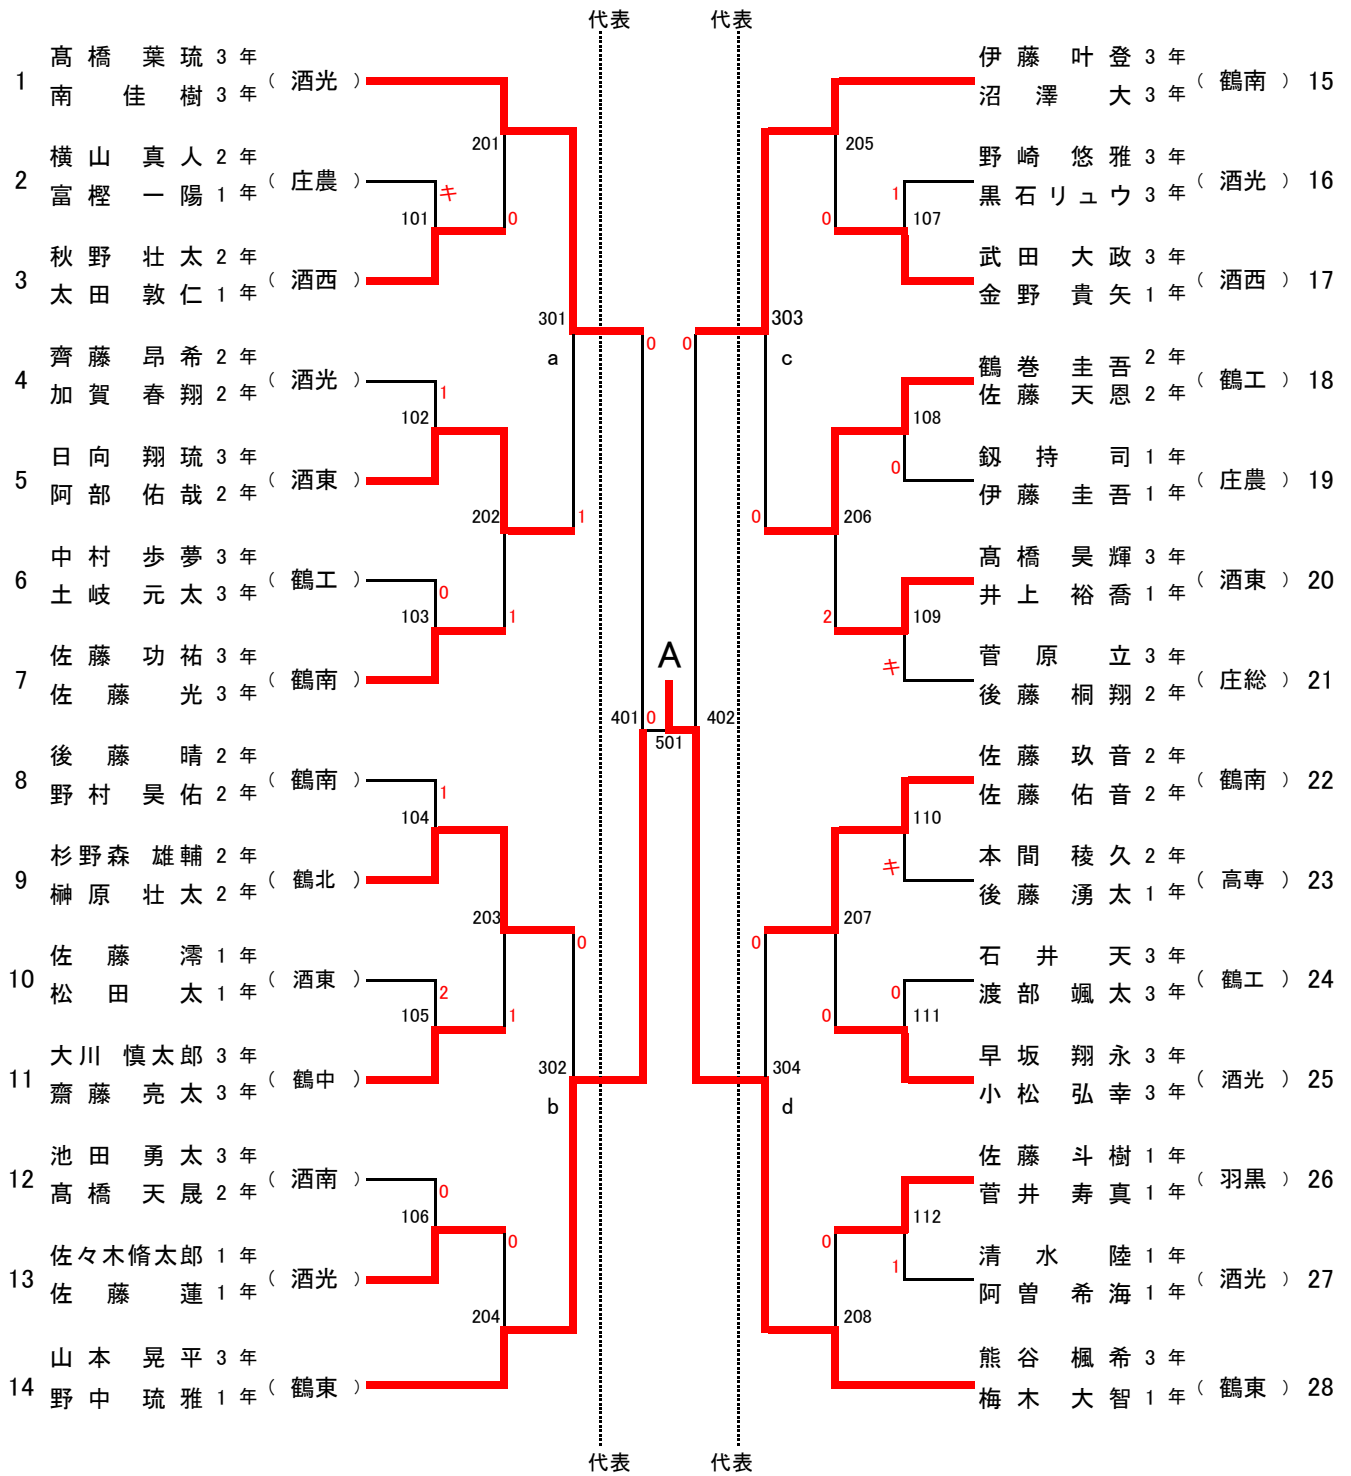 代表 代表
1 髙橋 葉琉 3 年 ( 酒光 )
南 佳樹 3 年
2 横山 真人 2 年 ( 庄農 )
富樫 一陽 1 年
3 秋野 壮太 2 年 ( 酒西 )
太田 敦仁 1 年
4 齊藤 昂希 2 年 ( 酒光 )
加賀 春翔 2 年
5 日向 翔琉 3 年 ( 酒東 )
阿部 佑哉 2 年
6 中村 歩夢 3 年 ( 鶴工 )
土岐 元太 3 年
7 佐藤 功祐 3 年 ( 鶴南 )
佐藤 光 3 年
8 後藤 晴 2 年 ( 鶴南 )
野村 昊佑 2 年
9 杉野森 雄輔 2 年 ( 鶴北 )
榊原 壮太 2 年
10 佐藤 澪 1 年 ( 酒東 )
松田 太 1 年
11 大川 慎太郎 3 年 ( 鶴中 )
齋藤 亮太 3 年
12 池田 勇太 3 年 ( 酒南 )
髙橋 天晟 2 年
13 佐々木脩太郎 1 年 ( 酒光 )
佐藤 蓮 1 年
14 山本 晃平 3 年 ( 鶴東 )
野中 琉雅 1 年
201
101 キ
0
301
a
0
102 1
202
1
103 0
1
A
401 0
501
104 1
203
0
105 2
1
302
b
106 0
0
204
伊藤 叶登 3 年 ( 鶴南 ) 15
沼澤 大 3 年
野崎 悠雅 3 年 ( 酒光 ) 16
黒石リュウ 3 年
武田 大政 3 年 ( 酒西 ) 17
金野 貴矢 1 年
鶴巻 圭吾 2 年 ( 鶴工 ) 18
佐藤 天恩 2 年
釼持 司 1 年 ( 庄農 ) 19
伊藤 圭吾 1 年
髙橋 昊輝 3 年 ( 酒東 ) 20
井上 裕喬 1 年
菅原 立 3 年 ( 庄総 ) 21
後藤 桐翔 2 年
佐藤 玖音 2 年 ( 鶴南 ) 22
佐藤 佑音 2 年
本間 稜久 2 年 ( 高専 ) 23
後藤 湧太 1 年
石井 天 3 年 ( 鶴工 ) 24
渡部 颯太 3 年
早坂 翔永 3 年 ( 酒光 ) 25
小松 弘幸 3 年
佐藤 斗樹 1 年 ( 羽黒 ) 26
菅井 寿真 1 年
清水 陸 1 年 ( 酒光 ) 27
阿曽 希海 1 年
熊谷 楓希 3 年 ( 鶴東 ) 28
梅木 大智 1 年
205
1 107
0
303
0
c
108
0
0 206
2 109
キ
402
110
キ
207
0
0 111
0
304
d
112
0
1
208
代表 代表